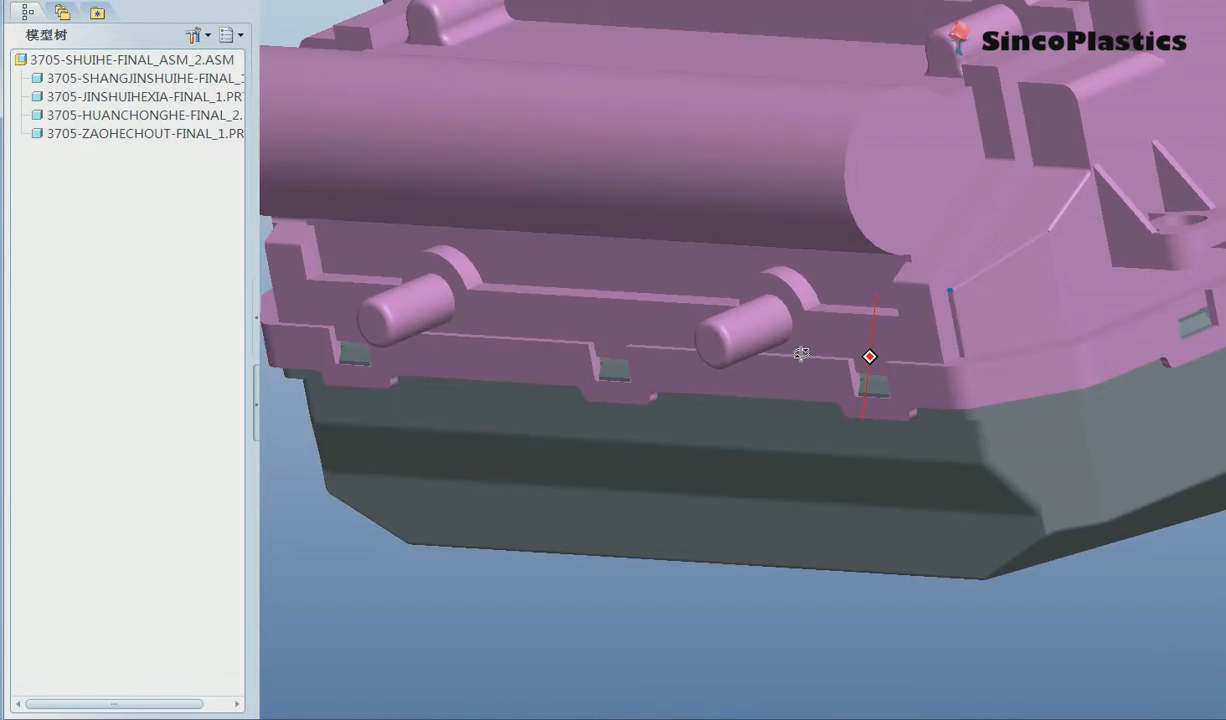 模型树
SincoPlastics
3705-SHUIHE-FINAL_ASM_2.ASM
3705-SHANGJINSHUIHE-FINAL_
3705-JINSHUIHEXIA-FINAL_1.PR
3705-HUANCHONGHE-FINAL_2.
3705-ZAOHECHOUT-FINAL_1.PR